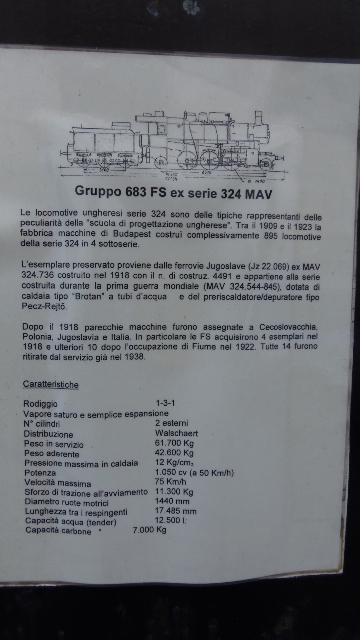 Gruppo 683 FS ex serie 324 MAV
Le locomotive ungheresi serie 324 sono delle tipiche rappresentanti delle
peculiarità della "scuola di progettazione ungherese". Tra il 1909 e il 1923 la
fabbrica macchine di Budapest costruì complessivamente 895 locomotive
della serie 324 in 4 sottoserie.
L'esemplare preservato proviene dalle ferrovie Jugoslave (Jz 22 069) ex MAV
324.736 costruito nel 1918 con il n. di costruz. 4491 e appartiene alla serie
costruita durante la prima guerra mondiale (MAV 324.544-845), dotata di
caldaia tipo "Brotan" a tubi d'acqua e del preriscaldatore/depuratore tipo
Pecz-Rejtő.
Dopo il 1918 parecchie macchine furono assegnate a Cecoslovacchia,
Polonia, Jugoslavia e Italia. In particolare le FS acquisirono 4 esemplari nel
1918 e ulteriori 10 dopo l'occupazione di Fiume nel 1922. Tutte 14 furono
ritirate dal servizio già nel 1938.
Caratteristiche
Rodiggio 1-3-1
Vapore saturo e semplice espansione
N° cilindri 2 esterni
Distribuzione Walschaert
Peso in servizio 61.700 Kg
Peso aderente 42.600 Kg
Pressione massima in caldaia 12 Kg/cm₂
Potenza 1.050 cv (a 50 Km/h)
Velocità massima 75 Km/h
Sforzo di trazione all'avviamento 11.300 Kg
Diametro ruote motrici 1440 mm
Lunghezza tra i respingenti 17.485 mm
Capacità acqua (tender) 12.500 l.
Capacità carbone " 7.000 Kg